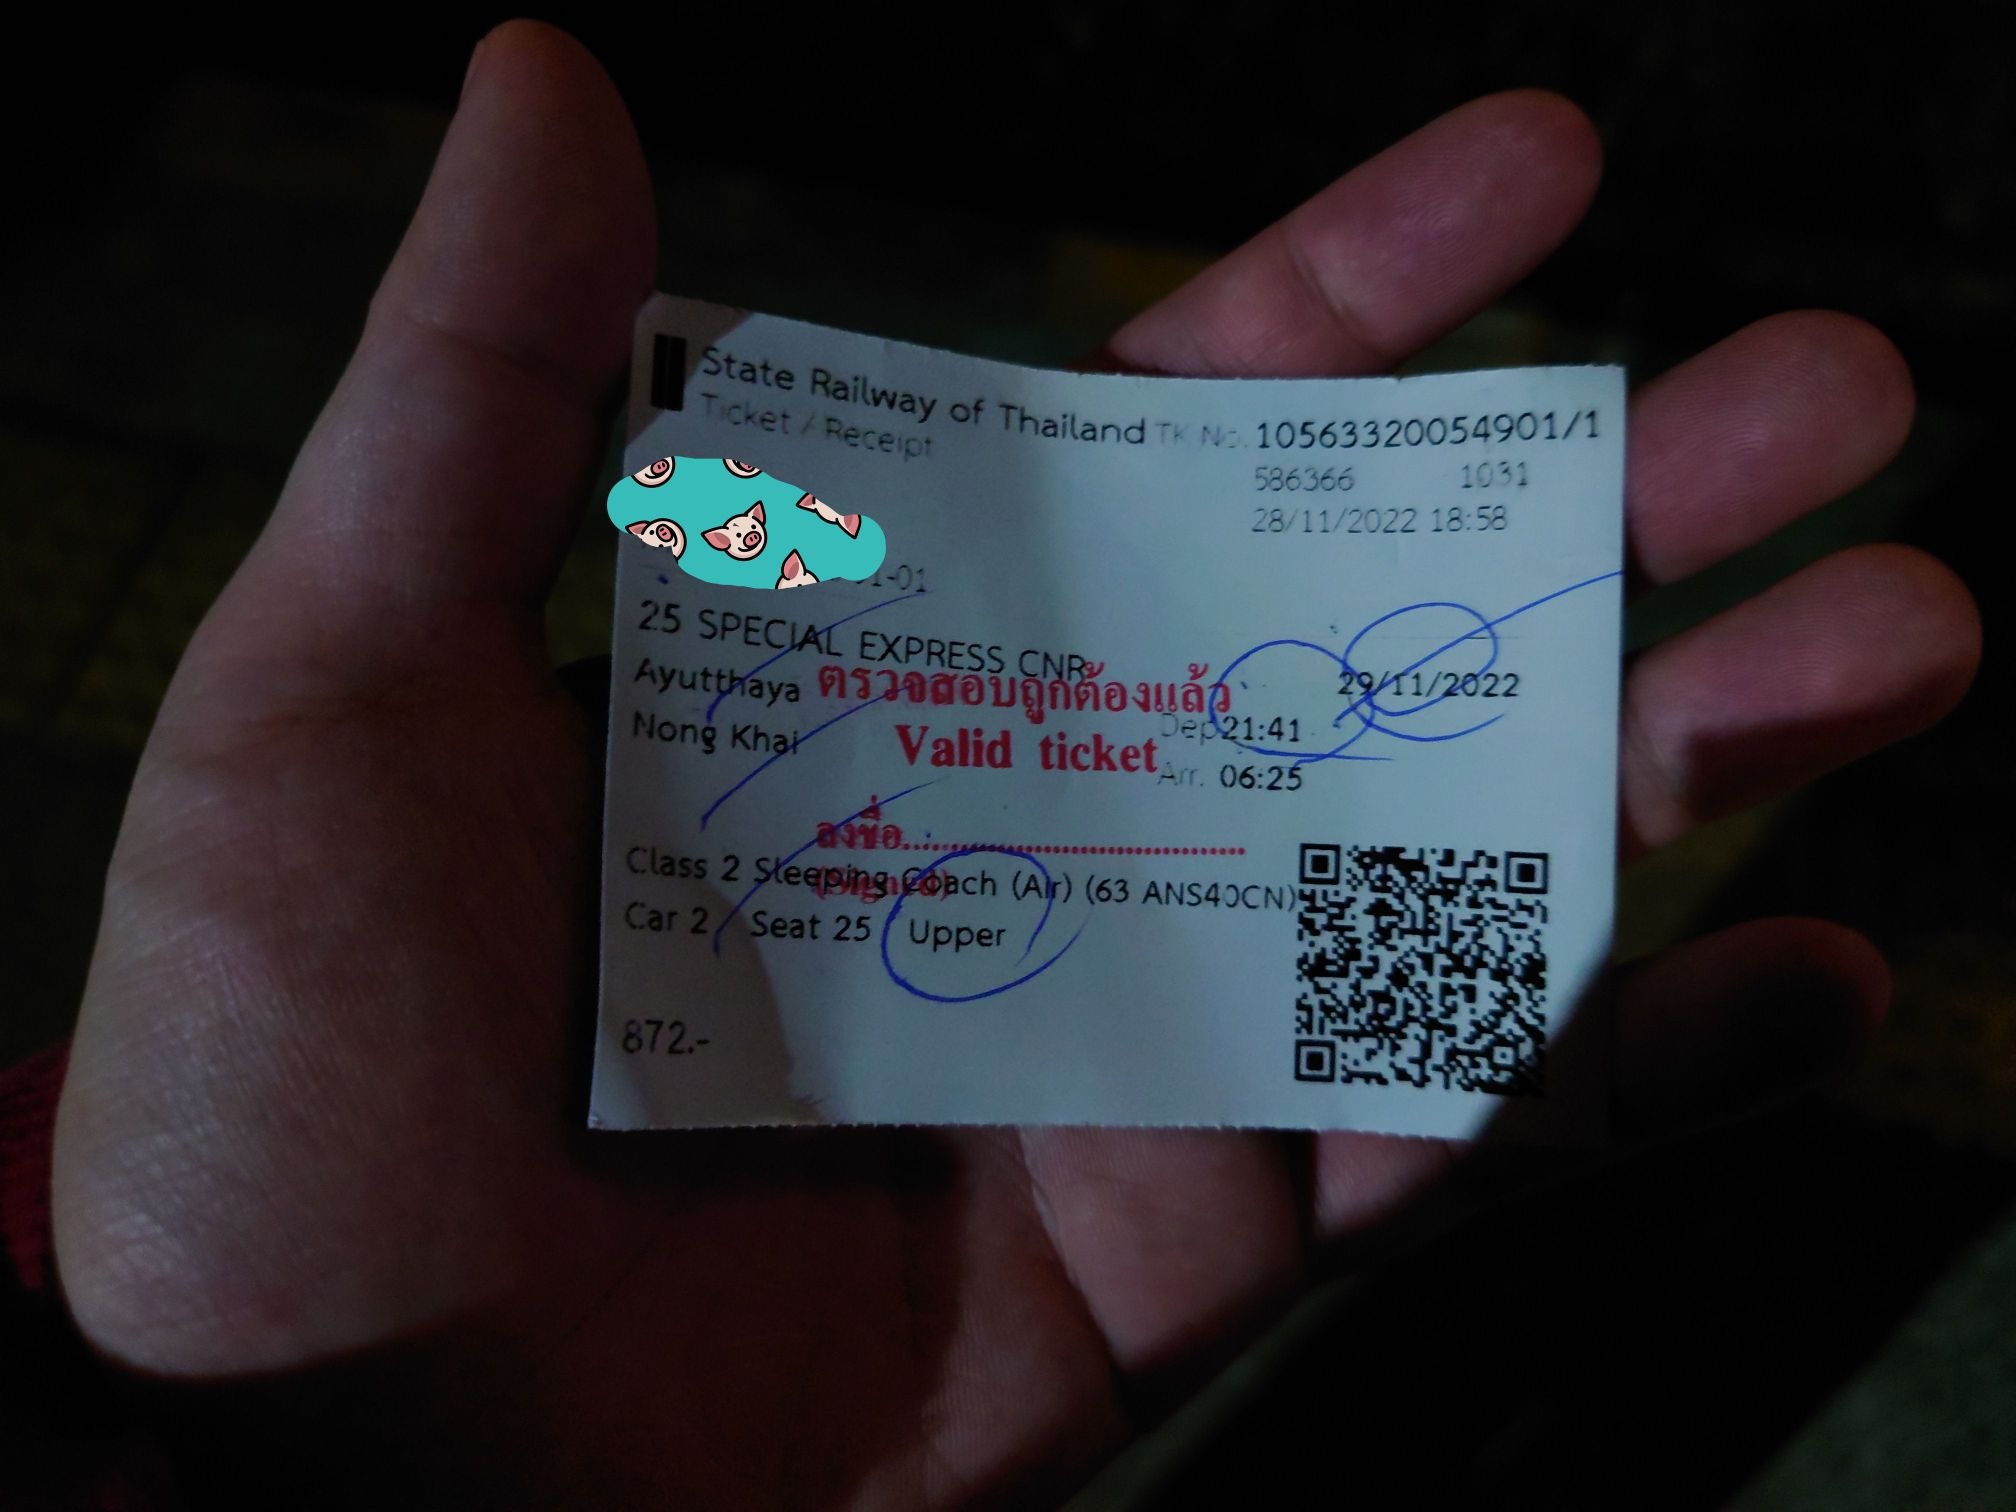 State Railway of Thailand TK No. 10563320054901/1
Ticket / Receipt
586366 1031
28/11/2022 18:58
01-01
25 SPECIAL EXPRESS CNR
Ayutthaya
29/11/2022
ตรวจสอบถูกต้องแล้ว
Dep 21:41
Nong Khai
Valid ticket
Arr. 06:25
ลงชื่อ..............................................
Class 2 Sleeping Coach (Air) (63 ANS40CN)
Car 2 Seat 25 Upper
872.-